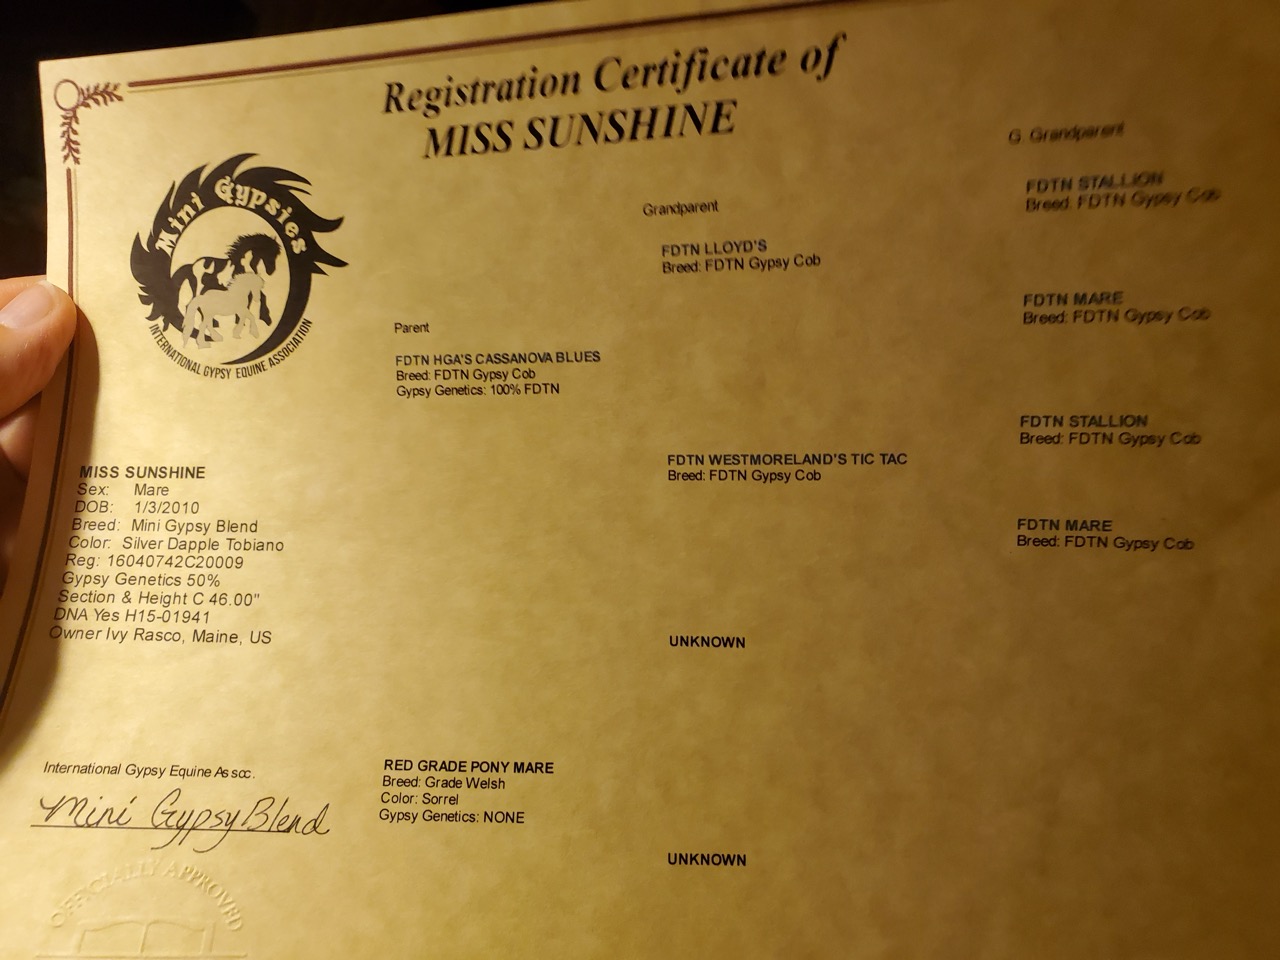 Registration Certificate of
MISS SUNSHINE
Mini Gypsies
INTERNATIONAL GYPSY EQUINE ASSOCIATION
MISS SUNSHINE
Sex: Mare
DOB: 1/3/2010
Breed: Mini Gypsy Blend
Color: Silver Dapple Tobiano
Reg: 16040742C20009
Gypsy Genetics 50%
Section & Height C 46.00"
DNA Yes H15-01941
Owner Ivy Rasco, Maine, US
International Gypsy Equine Assoc.
Mini GypsyBlend
OFFICIALLY APPROVED
Parent
FDTN HGA'S CASSANOVA BLUES
Breed: FDTN Gypsy Cob
Gypsy Genetics: 100% FDTN
RED GRADE PONY MARE
Breed: Grade Welsh
Color: Sorrel
Gypsy Genetics: NONE
Grandparent
FDTN LLOYD'S
Breed: FDTN Gypsy Cob
FDTN WESTMORELAND'S TIC TAC
Breed: FDTN Gypsy Cob
UNKNOWN
UNKNOWN
G. Grandparent
FDTN STALLION
Breed: FDTN Gypsy Cob
FDTN MARE
Breed: FDTN Gypsy Cob
FDTN STALLION
Breed: FDTN Gypsy Cob
FDTN MARE
Breed: FDTN Gypsy Cob